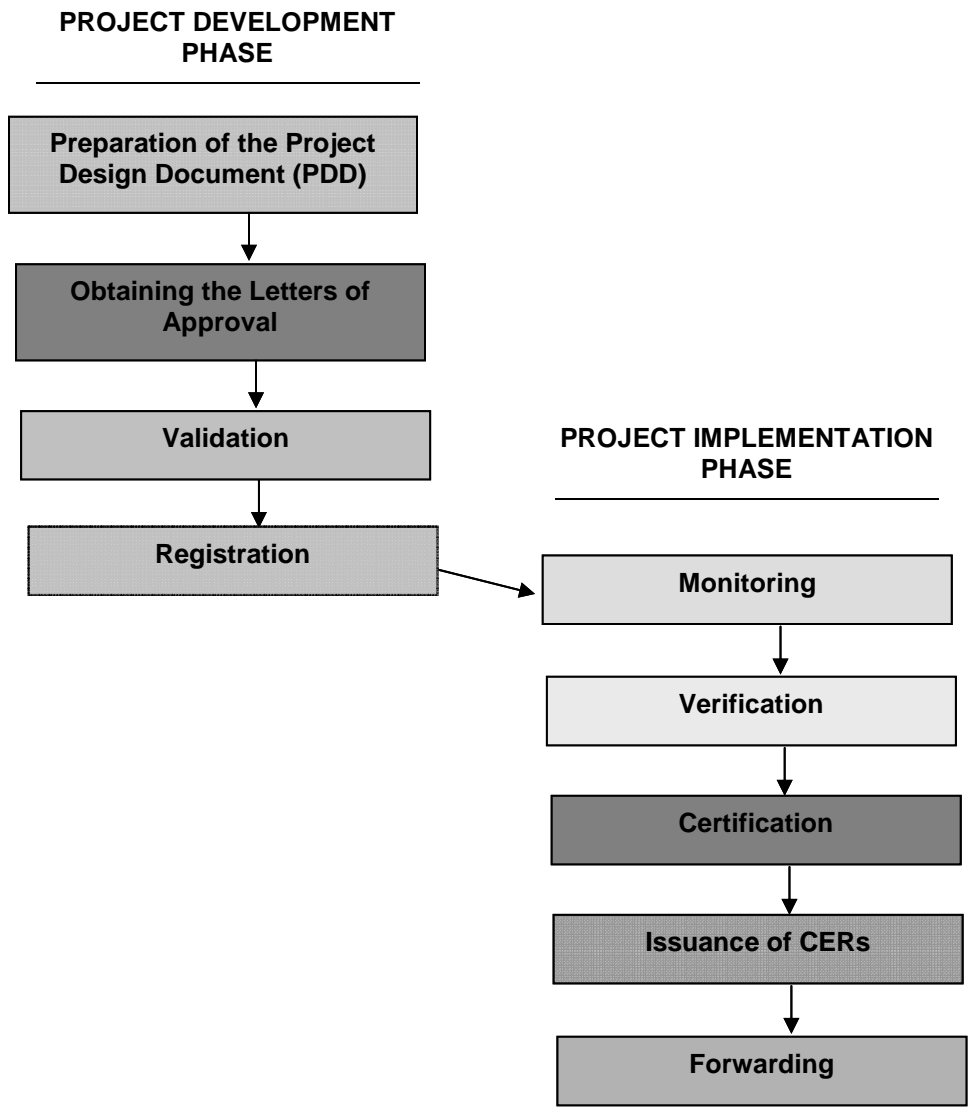 PROJECT DEVELOPMENT
PHASE
Preparation of the Project
Design Document (PDD)
Obtaining the Letters of
Approval
Validation
Registration
PROJECT IMPLEMENTATION
PHASE
Monitoring
Verification
Certification
Issuance of CERs
Forwarding